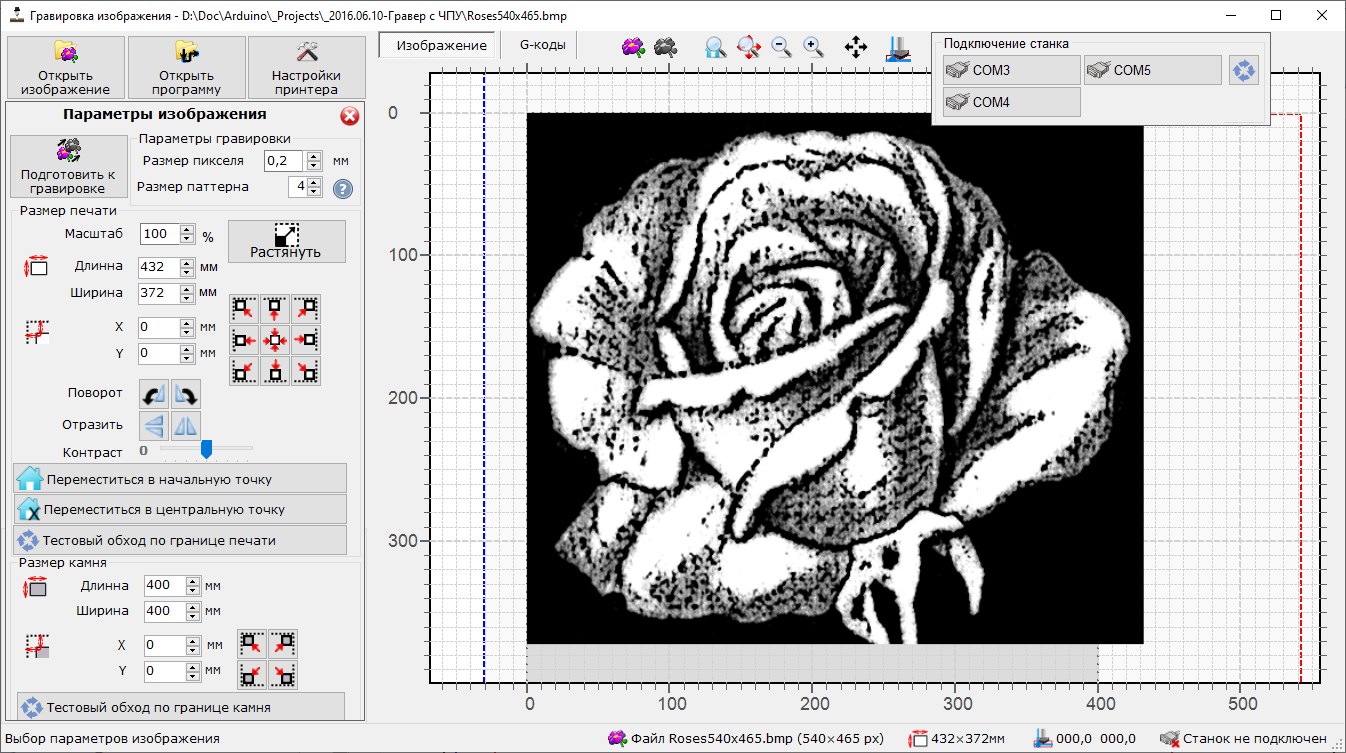 Гравировка изображения - D:\Doc\Arduino\_Projects\_2016.06.10-Гравер с ЧПУ\Roses540x465.bmp
Открыть изображение
Открыть программу
Настройки принтера
Изображение
G-коды
Подключение станка
COM3
COM5
COM4
Параметры изображения
Подготовить к гравировке
Параметры гравировки
Размер пикселя 0,2 мм
Размер паттерна 4 ?
Размер печати
Масштаб 100 %
Растянуть
Длинна 432 мм
Ширина 372 мм
X 0 мм
Y 0 мм
Поворот
Отразить
Контраст 0
Переместиться в начальную точку
Переместиться в центральную точку
Тестовый обход по границе печати
Размер камня
Длинна 400 мм
Ширина 400 мм
X 0 мм
Y 0 мм
Тестовый обход по границе камня
0
100
200
300
0 100 200 300 400 500
Выбор параметров изображения
Файл Roses540x465.bmp (540×465 px)
432×372мм
000,0 000,0
Станок не подключен